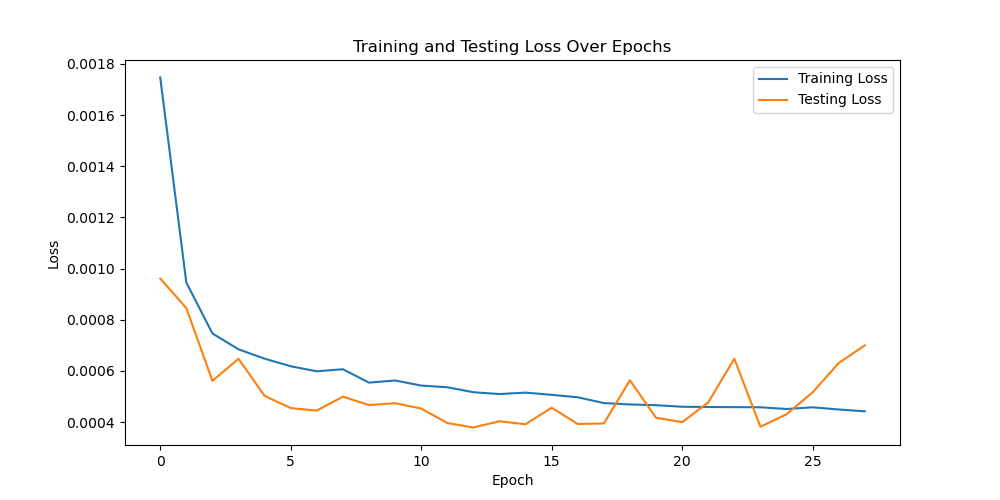 Training and Testing Loss Over Epochs
0.0018
0.0016
0.0014
0.0012
0.0010
0.0008
0.0006
0.0004
Loss
Training Loss
Testing Loss
0
5
10
15
20
25
Epoch